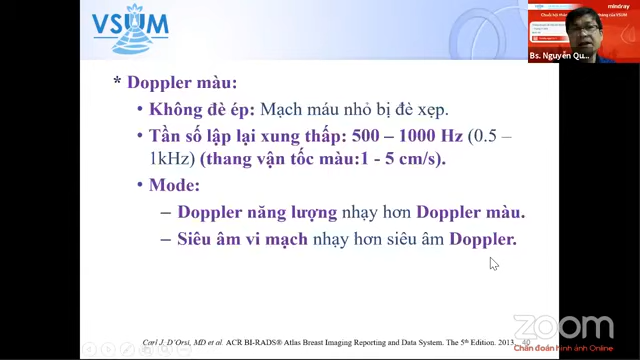 VSUM
mindray
Bs. Nguyễn Qu...
* Doppler màu:
• Không đè ép: Mạch máu nhỏ bị đè xẹp.
• Tần số lập lại xung thấp: 500 – 1000 Hz (0.5 –
1kHz) (thang vận tốc màu:1 - 5 cm/s).
• Mode:
– Doppler năng lượng nhạy hơn Doppler màu.
– Siêu âm vi mạch nhạy hơn siêu âm Doppler.
zoom
Carl J. D'Orsi, MD et al. ACR BI-RADS® Atlas Breast Imaging Reporting and Data System. The 5th Edition. 2013. 40
Chẩn đoán hình ảnh Online